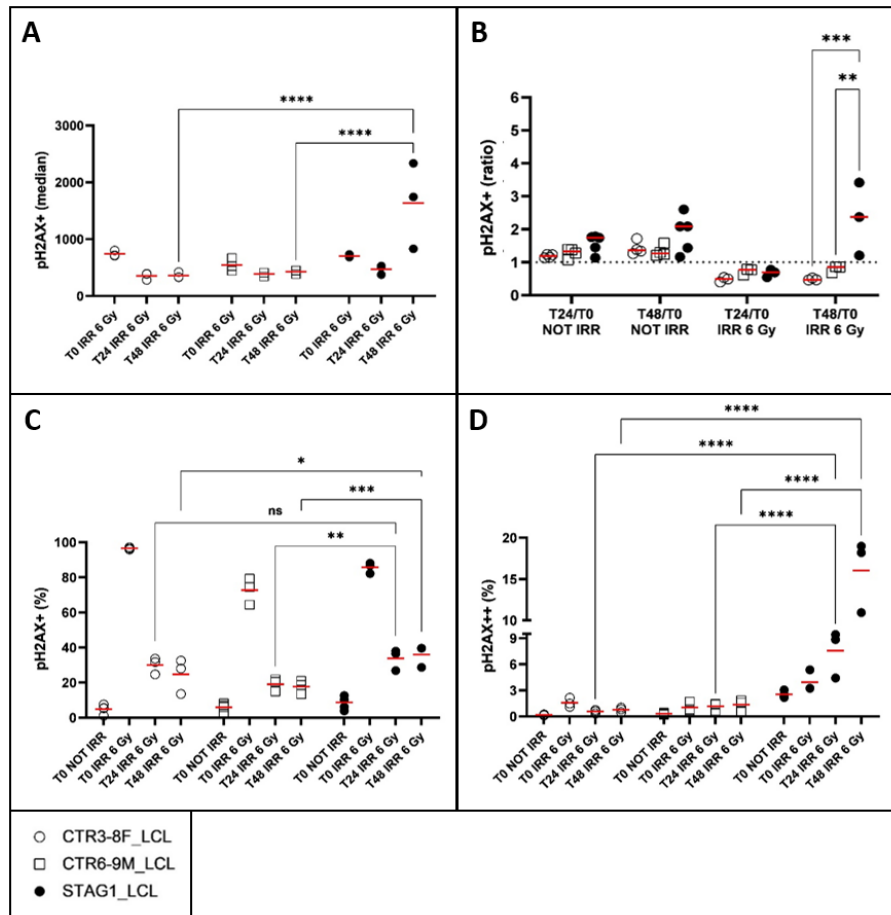 A
****
****
pH2AX+ (median)
3000
2000
1000
0
T0 IRR 6 Gy
T24 IRR 6 Gy
T48 IRR 6 Gy
T0 IRR 6 Gy
T24 IRR 6 Gy
T48 IRR 6 Gy
T0 IRR 6 Gy
T24 IRR 6 Gy
T48 IRR 6 Gy
B
***
**
pH2AX+ (ratio)
6
5
4
3
2
1
0
T24/T0
NOT IRR
T48/T0
NOT IRR
T24/T0
IRR 6 Gy
T48/T0
IRR 6 Gy
C
*
***
ns
**
pH2AX+ (%)
100
80
60
40
20
0
T0 NOT IRR
T0 IRR 6 Gy
T24 IRR 6 Gy
T48 IRR 6 Gy
T0 NOT IRR
T0 IRR 6 Gy
T24 IRR 6 Gy
T48 IRR 6 Gy
T0 NOT IRR
T0 IRR 6 Gy
T24 IRR 6 Gy
T48 IRR 6 Gy
D
****
****
****
****
pH2AX++ (%)
20
15
10
9
6
3
0
T0 NOT IRR
T0 IRR 6 Gy
T24 IRR 6 Gy
T48 IRR 6 Gy
T0 NOT IRR
T0 IRR 6 Gy
T24 IRR 6 Gy
T48 IRR 6 Gy
T0 NOT IRR
T0 IRR 6 Gy
T24 IRR 6 Gy
T48 IRR 6 Gy
CTR3-8F_LCL
CTR6-9M_LCL
STAG1_LCL